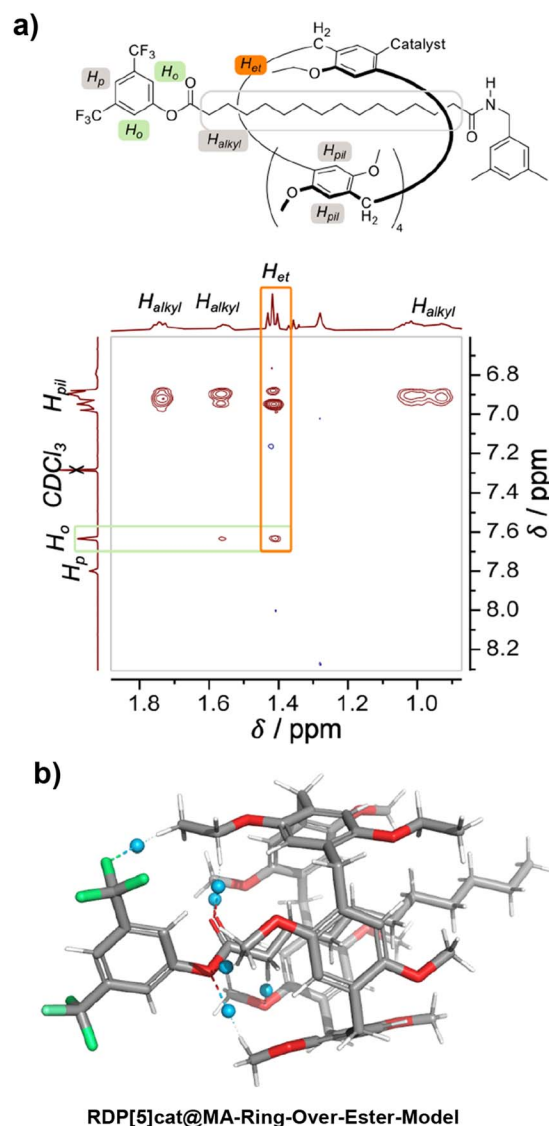 a)
CH2
CF3
Catalyst
Hp
Ho
O
Het
O
H
N
F3C
O
Ho
Halkyl
Hpil
O
O
O
Hpil
CH2
4
Het
Halkyl
Halkyl
Halkyl
Hpil
CDCl3
Ho
Hp
6.8
7.0
7.2
7.4
7.6
7.8
8.0
8.2
δ / ppm
1.8
1.6
1.4
1.2
1.0
δ / ppm
b)
RDP[5]cat@MA-Ring-Over-Ester-Model